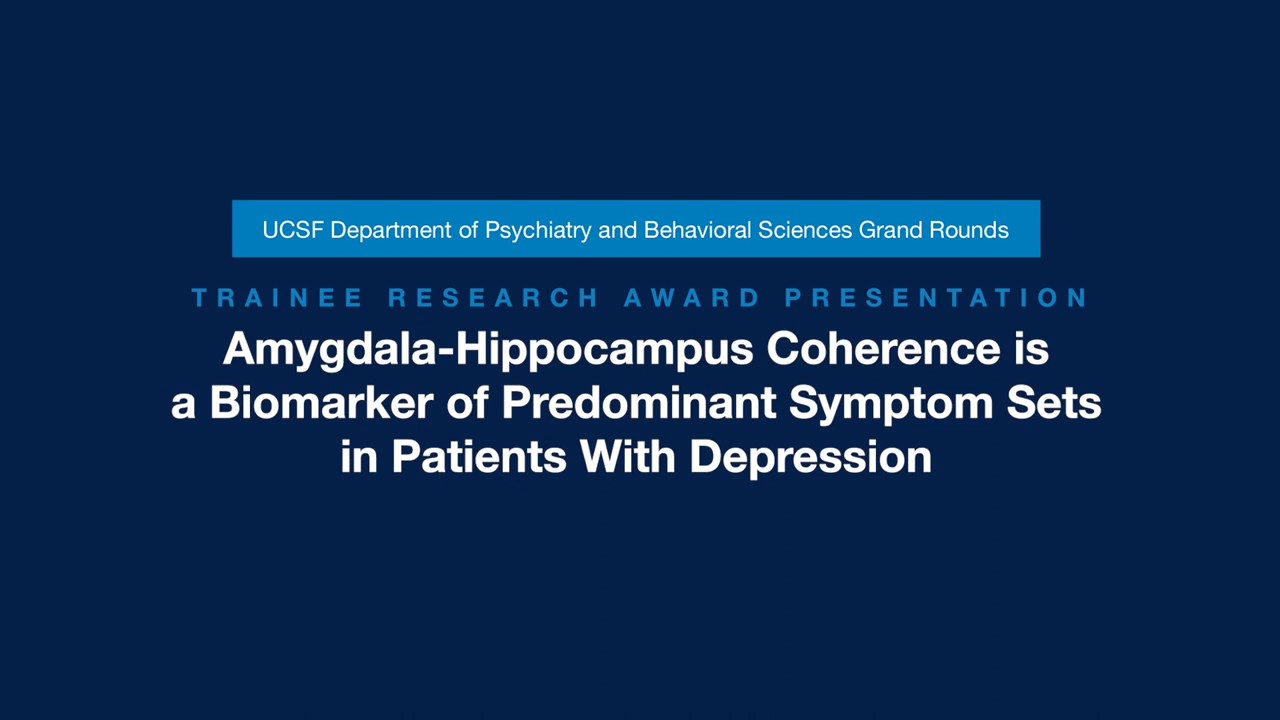 UCSF Department of Psychiatry and Behavioral Sciences Grand Rounds
TRAINEE RESEARCH AWARD PRESENTATION
Amygdala-Hippocampus Coherence is
a Biomarker of Predominant Symptom Sets
in Patients With Depression